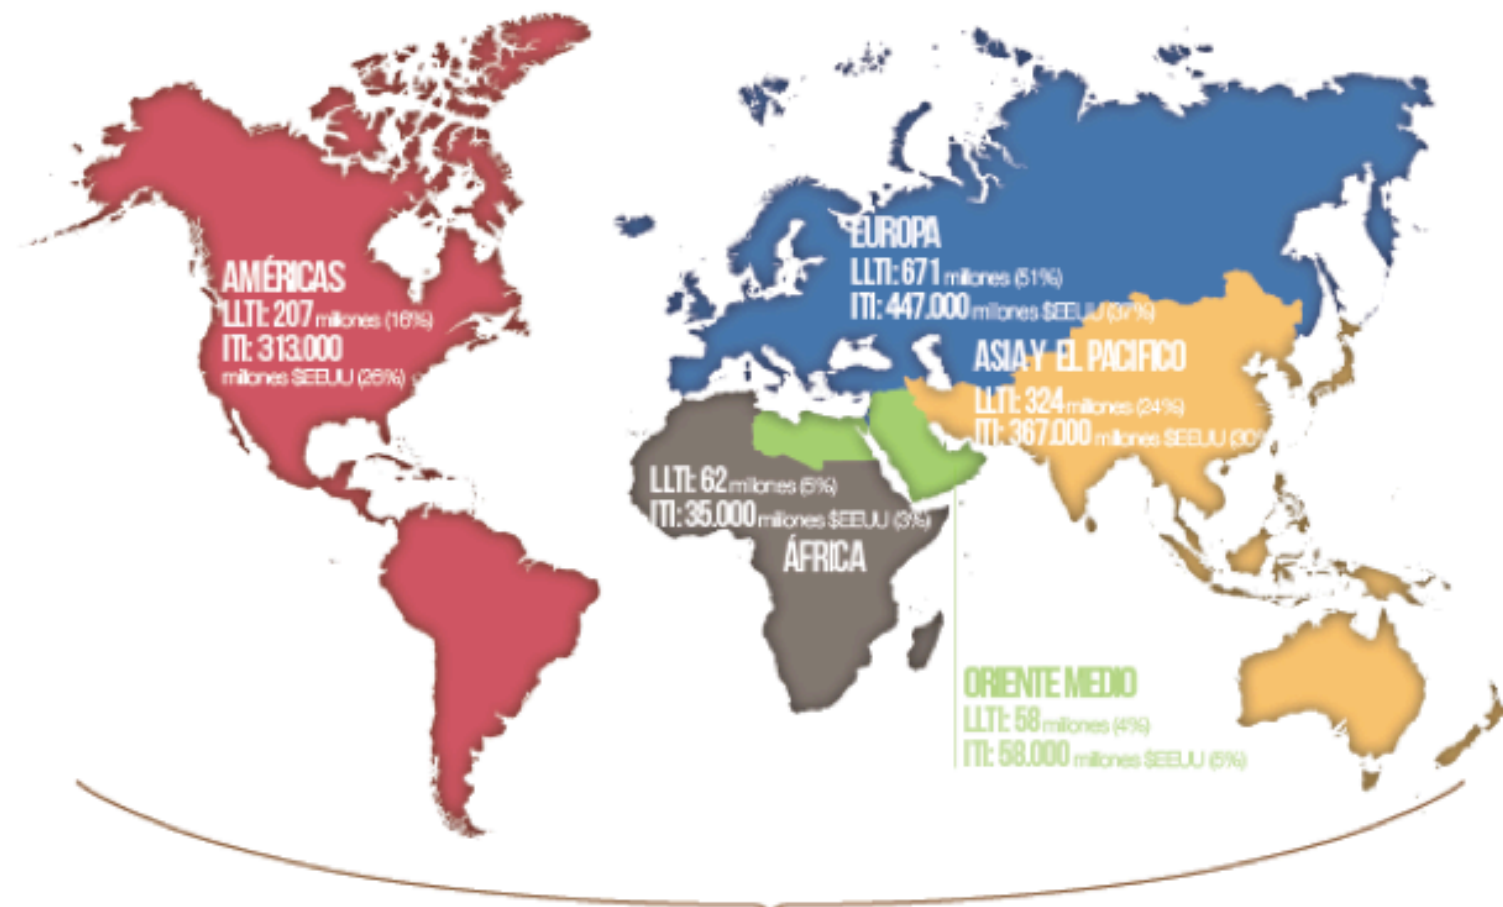 AMÉRICAS
LLTI: 207 millones (16%)
ITI: 313.000
millones $EEUU (26%)
EUROPA
LLTI: 671 millones (51%)
ITI: 447.000 millones $EEUU (37%)
ASIA Y EL PACIFICO
LLTI: 324 millones (24%)
ITI: 367.000 millones $EEUU (30%
LLTI: 62 millones (5%)
ITI: 35.000 millones $EEUU (3%)
ÁFRICA
ORIENTE MEDIO
LLTI: 58 millones (4%)
ITI: 58.000 millones $EEUU (5%)